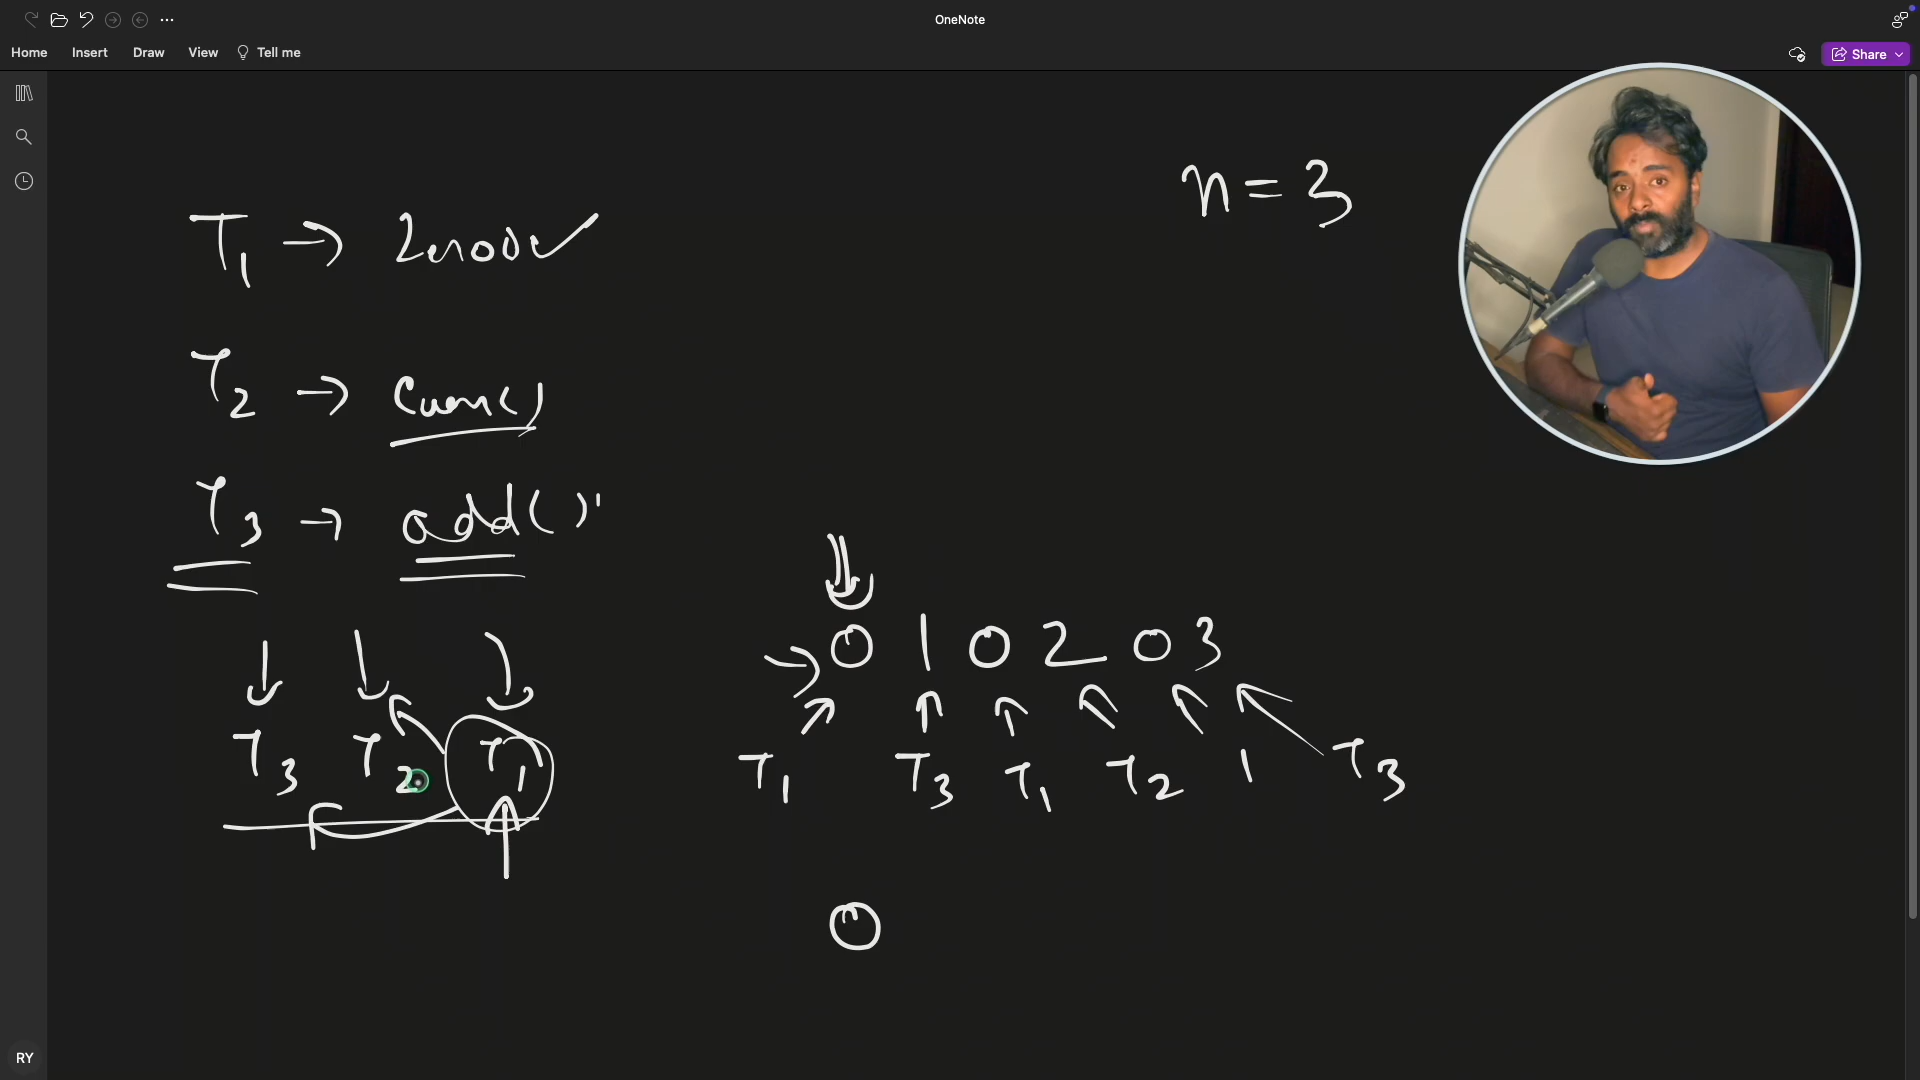 OneNote
Home Insert Draw View Tell me
Share
n = 3
T1 → Zero ✓
T2 → even()
T3 → odd()
0 1 0 2 0 3
T3 T2 T1
T1 T3 T1 T2 1 T3
0
RY